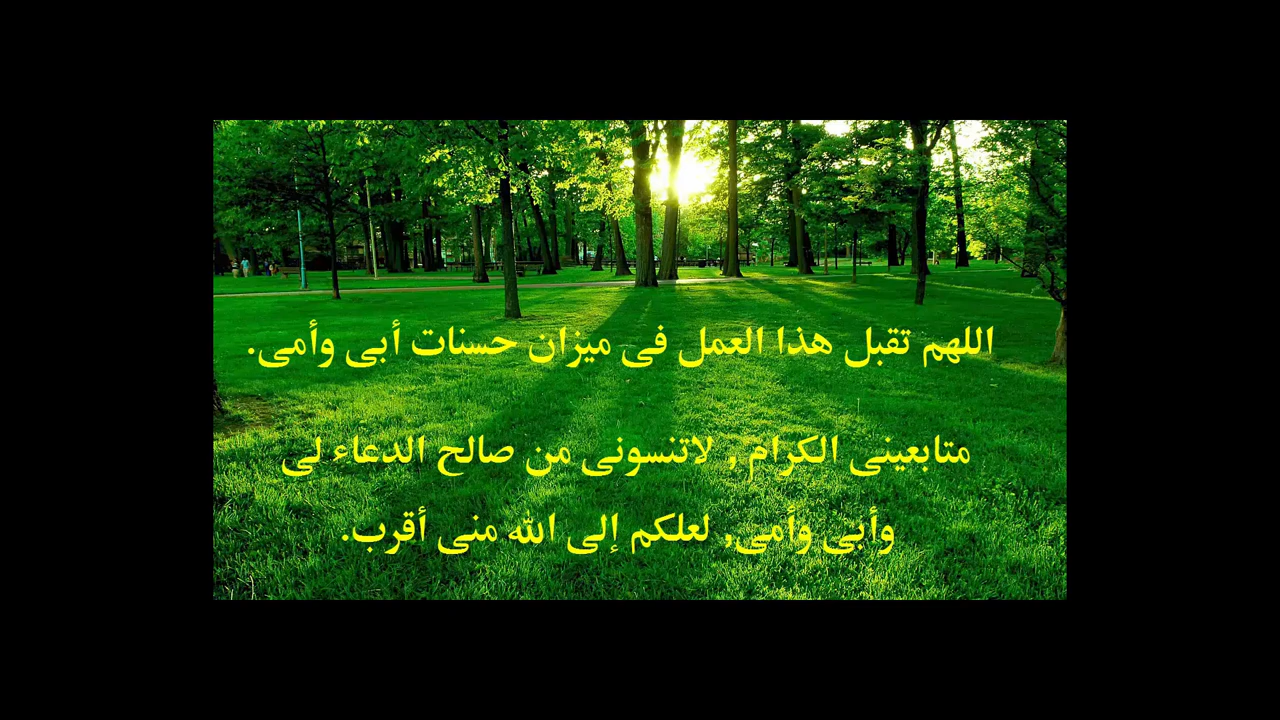 اللهم تقبل هذا العمل فى ميزان حسنات أبى وأمى.
متابعينى الكرام , لاتنسونى من صالح الدعاء لى
وأبى وأمى, لعلكم إلى الله منى أقرب.